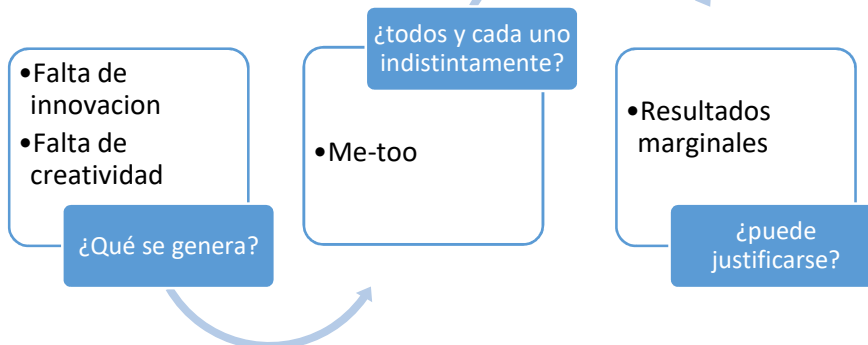 •Falta de
innovacion
•Falta de
creatividad
¿Qué se genera?
¿todos y cada uno
indistintamente?
•Me-too
•Resultados
marginales
¿puede
justificarse?